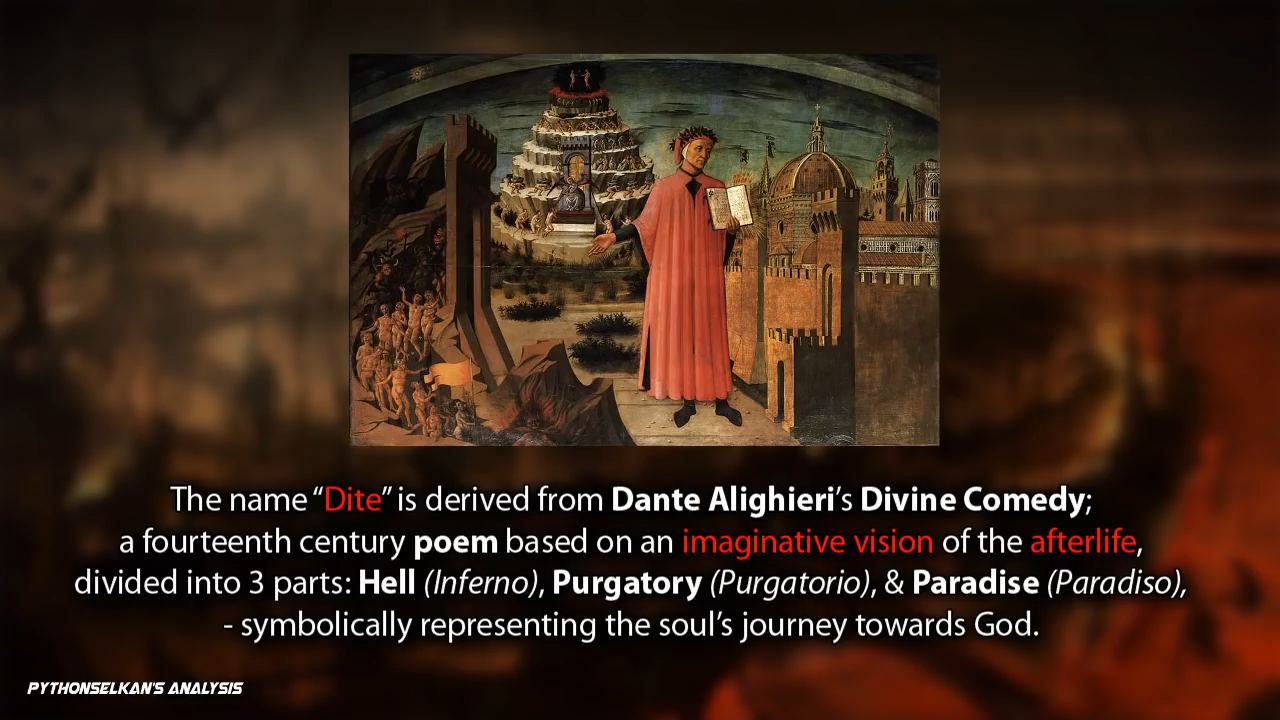 The name “Dite” is derived from Dante Alighieri’s Divine Comedy;
a fourteenth century poem based on an imaginative vision of the afterlife,
divided into 3 parts: Hell (Inferno), Purgatory (Purgatorio), & Paradise (Paradiso),
- symbolically representing the soul’s journey towards God.
PYTHONSELKAN'S ANALYSIS